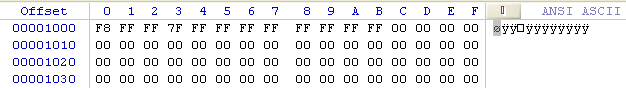 Offset 0 1 2 3 4 5 6 7 8 9 A B C D E F ANSI ASCII
00001000 F8 FF FF 7F FF FF FF FF FF FF FF FF 00 00 00 00 øÿÿ□ÿÿÿÿÿÿÿÿ
00001010 00 00 00 00 00 00 00 00 00 00 00 00 00 00 00 00
00001020 00 00 00 00 00 00 00 00 00 00 00 00 00 00 00 00
00001030 00 00 00 00 00 00 00 00 00 00 00 00 00 00 00 00